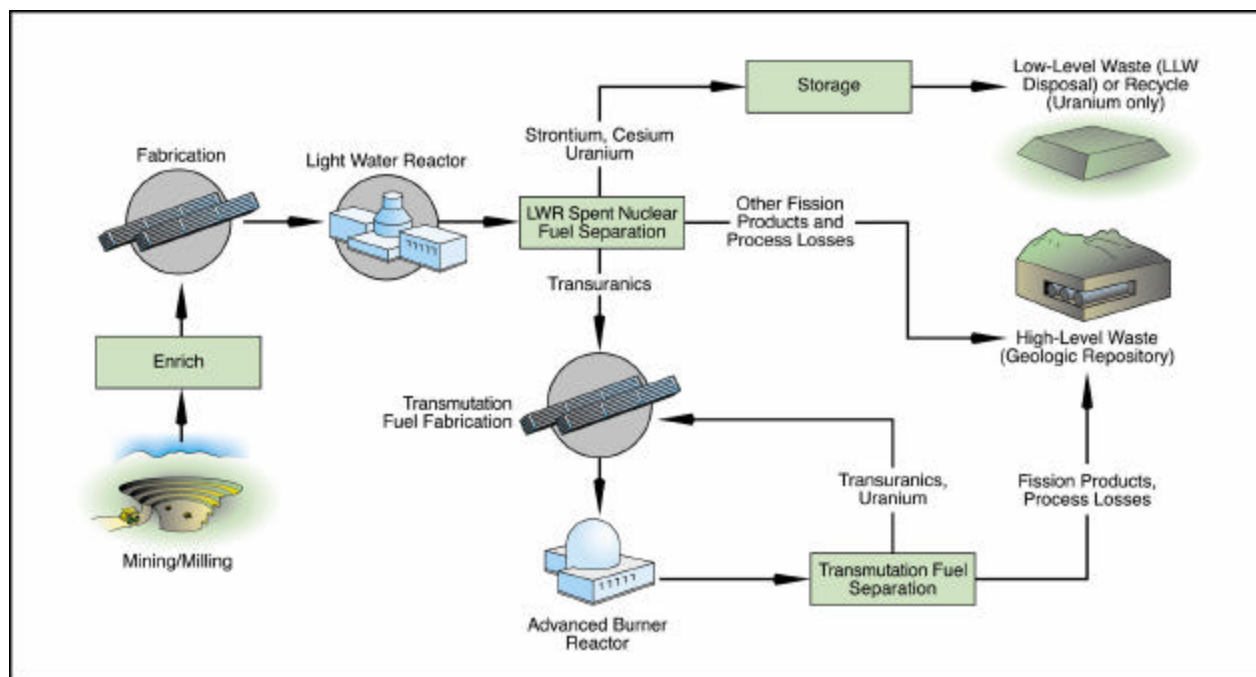 Storage
Low-Level Waste (LLW
Disposal) or Recycle
(Uranium only)
Strontium, Cesium
Uranium
Fabrication
Light Water Reactor
LWR Spent Nuclear
Fuel Separation
Other Fission
Products and
Process Losses
Transuranics
High-Level Waste
(Geologic Repository)
Enrich
Transmutation
Fuel Fabrication
Transuranics,
Uranium
Fission Products,
Process Losses
Mining/Milling
Transmutation Fuel
Separation
Advanced Burner
Reactor